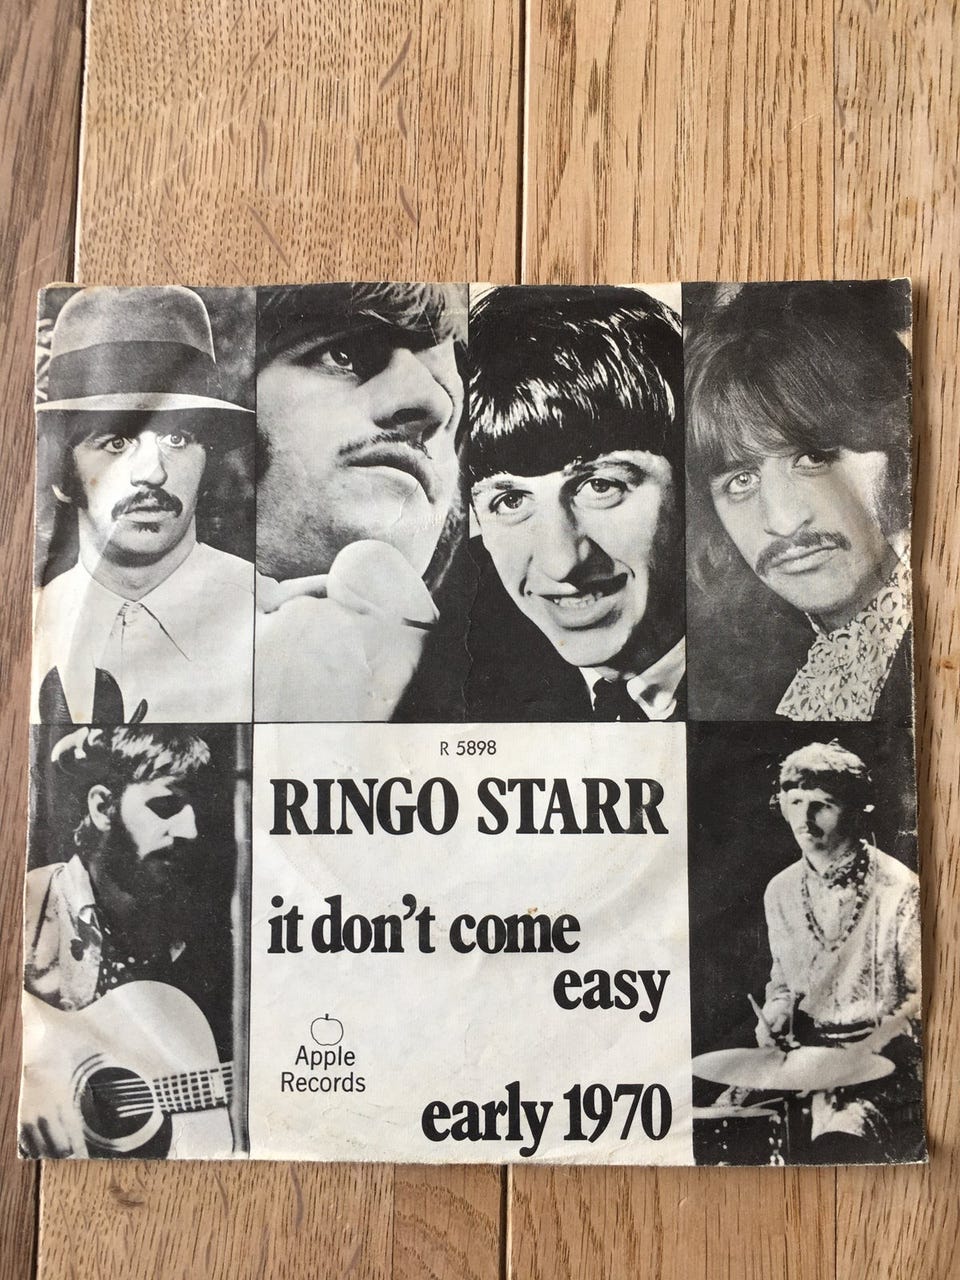 R 5898
RINGO STARR
it don't come
easy
Apple
Records
early 1970